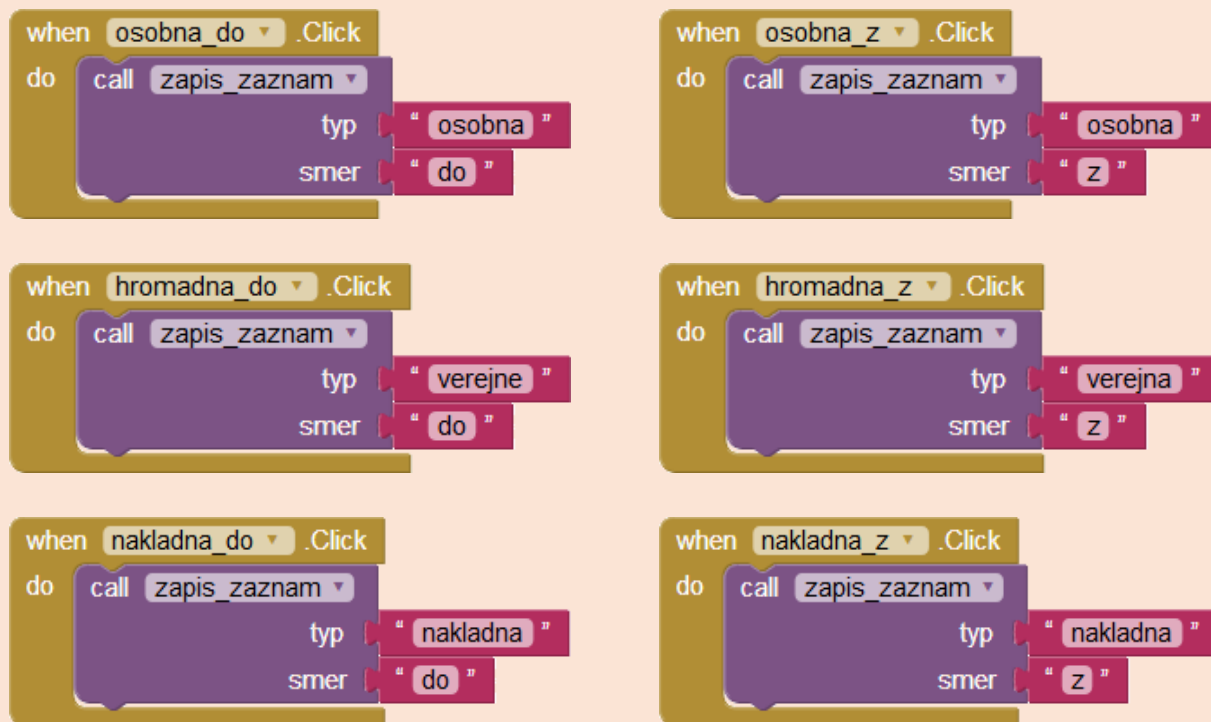 when osobna_do .Click
do call zapis_zaznam
typ " osobna "
smer " do "
when osobna_z .Click
do call zapis_zaznam
typ " osobna "
smer " z "
when hromadna_do .Click
do call zapis_zaznam
typ " verejne "
smer " do "
when hromadna_z .Click
do call zapis_zaznam
typ " verejna "
smer " z "
when nakladna_do .Click
do call zapis_zaznam
typ " nakladna "
smer " do "
when nakladna_z .Click
do call zapis_zaznam
typ " nakladna "
smer " z "